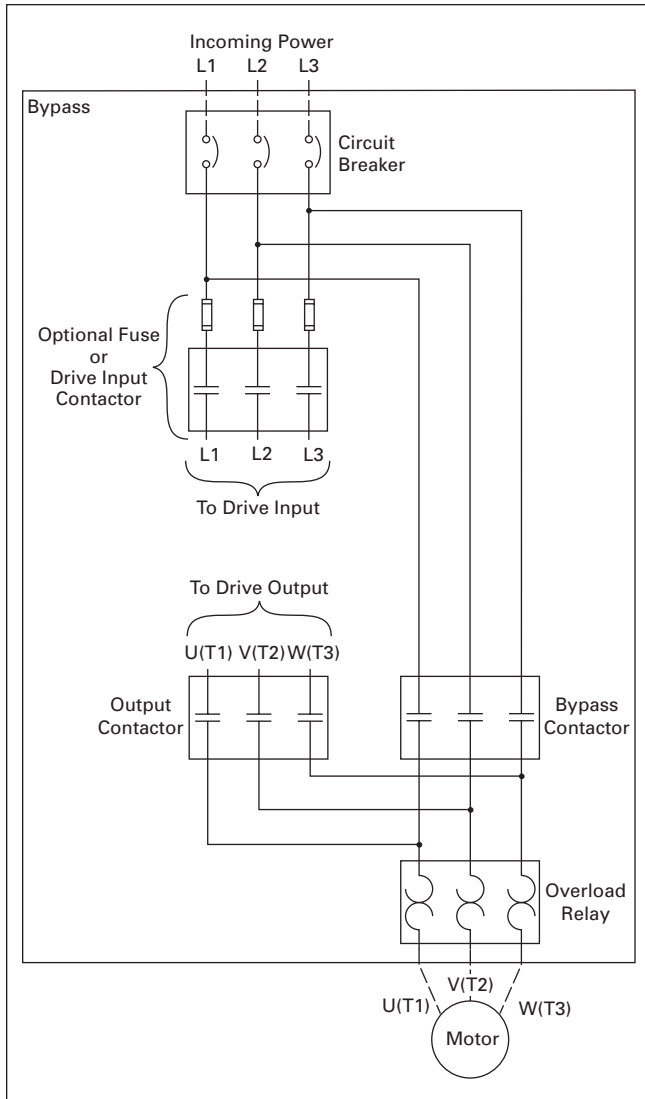 Incoming Power
L1 L2 L3
Bypass
Circuit
Breaker
Optional Fuse
or
Drive Input
Contactor
L1 L2 L3
To Drive Input
To Drive Output
U(T1) V(T2) W(T3)
Output
Contactor
Bypass
Contactor
Overload
Relay
V(T2)
U(T1) W(T3)
Motor